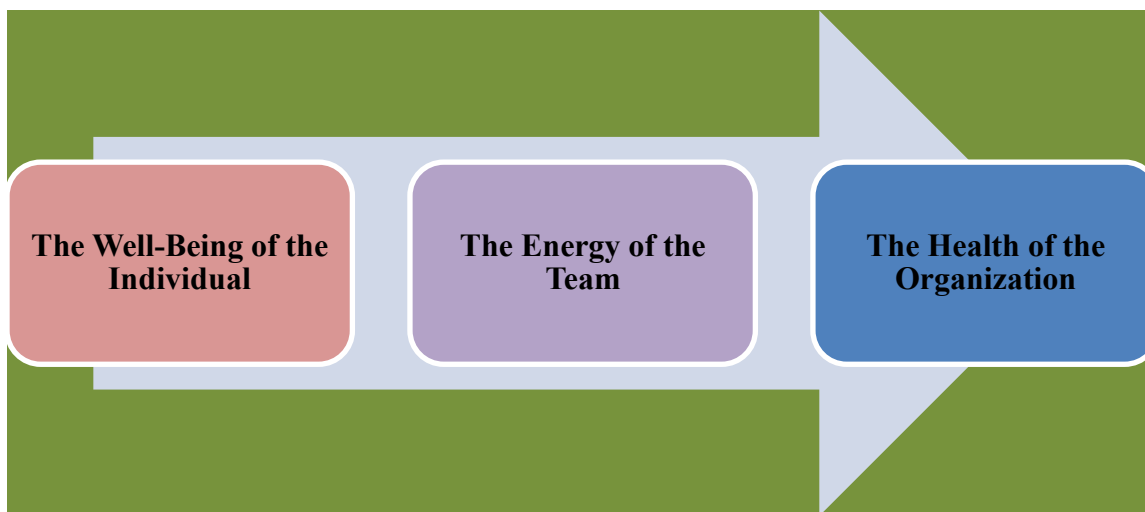 The Well-Being of the
Individual
The Energy of the
Team
The Health of the
Organization